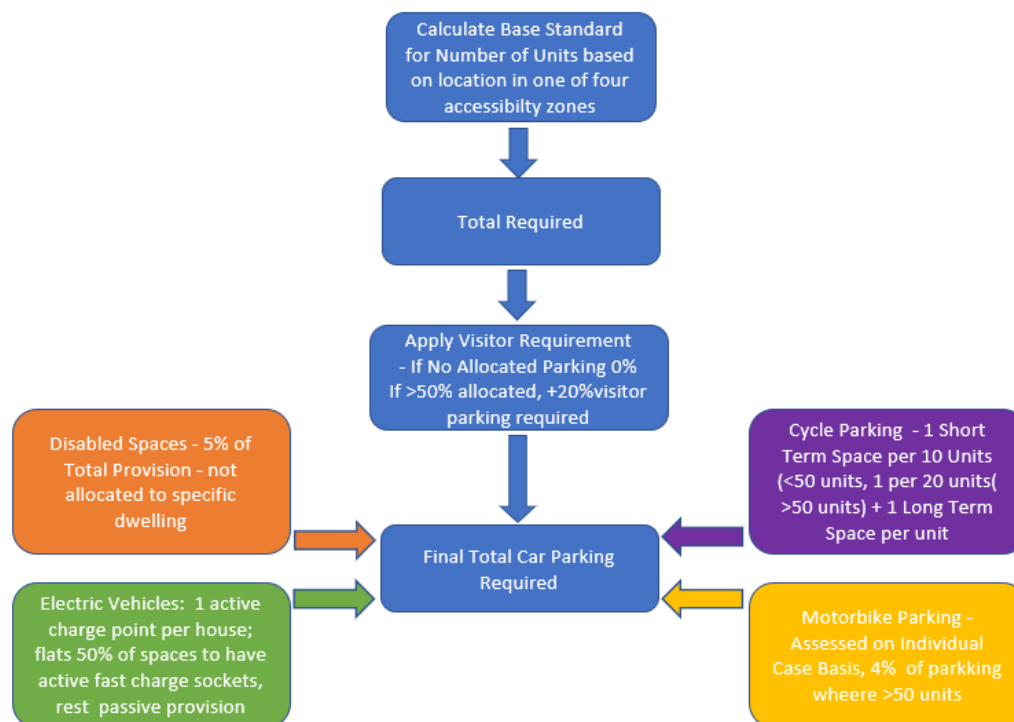 Calculate Base Standard
for Number of Units based
on location in one of four
accessibilty zones
Total Required
Apply Visitor Requirement
- If No Allocated Parking 0%
If >50% allocated, +20%visitor
parking required
Disabled Spaces - 5% of
Total Provision - not
allocated to specific
dwelling
Cycle Parking - 1 Short
Term Space per 10 Units
(<50 units, 1 per 20 units(
>50 units) + 1 Long Term
Space per unit
Final Total Car Parking
Required
Electric Vehicles: 1 active
charge point per house;
flats 50% of spaces to have
active fast charge sockets,
rest passive provision
Motorbike Parking -
Assessed on Individual
Case Basis, 4% of parkking
wheere >50 units